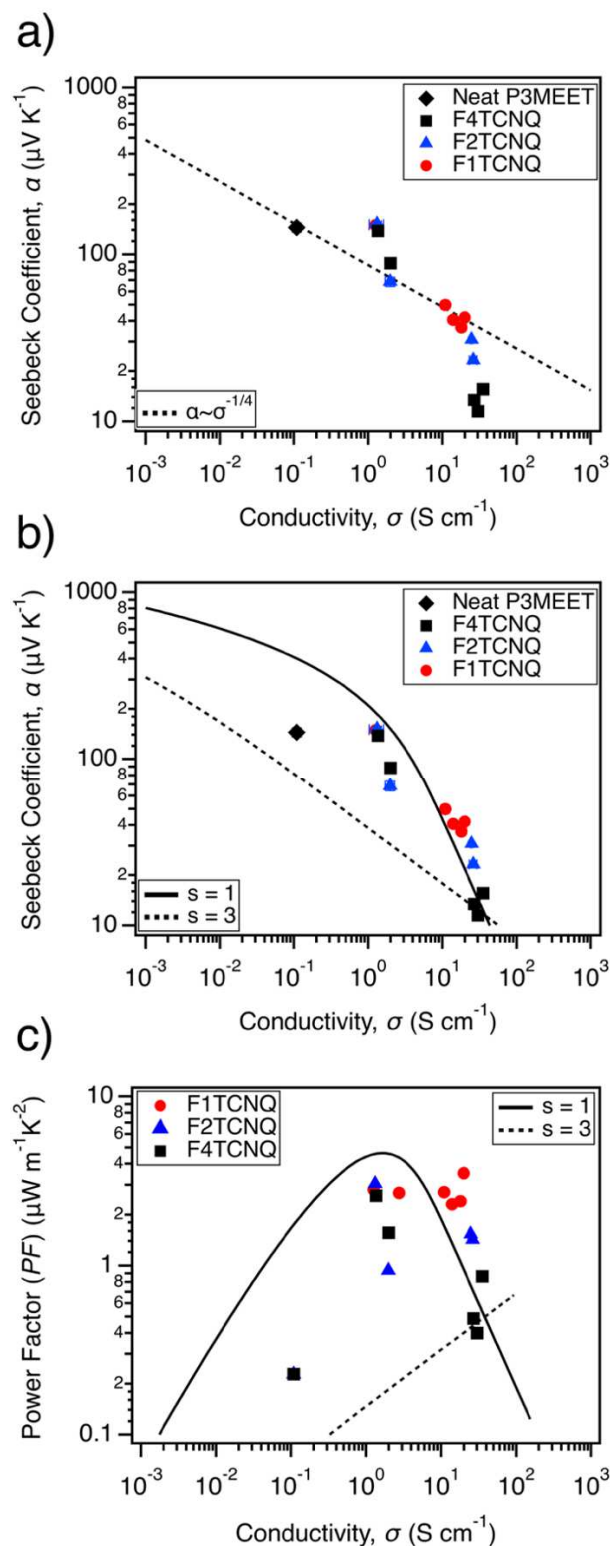 a)
1000
8
6
4
2
100
8
6
4
2
10
Seebeck Coefficient, α (µV K⁻¹)
Neat P3MEET
F4TCNQ
F2TCNQ
F1TCNQ
α~σ⁻¹/⁴
10⁻³ 10⁻² 10⁻¹ 10⁰ 10¹ 10² 10³
Conductivity, σ (S cm⁻¹)
b)
1000
8
6
4
2
100
8
6
4
2
10
Seebeck Coefficient, α (µV K⁻¹)
Neat P3MEET
F4TCNQ
F2TCNQ
F1TCNQ
s = 1
s = 3
10⁻³ 10⁻² 10⁻¹ 10⁰ 10¹ 10² 10³
Conductivity, σ (S cm⁻¹)
c)
10
8
6
4
2
1
8
6
4
2
0.1
Power Factor (PF) (µW m⁻¹K⁻²)
F1TCNQ
F2TCNQ
F4TCNQ
s = 1
s = 3
10⁻³ 10⁻² 10⁻¹ 10⁰ 10¹ 10² 10³
Conductivity, σ (S cm⁻¹)